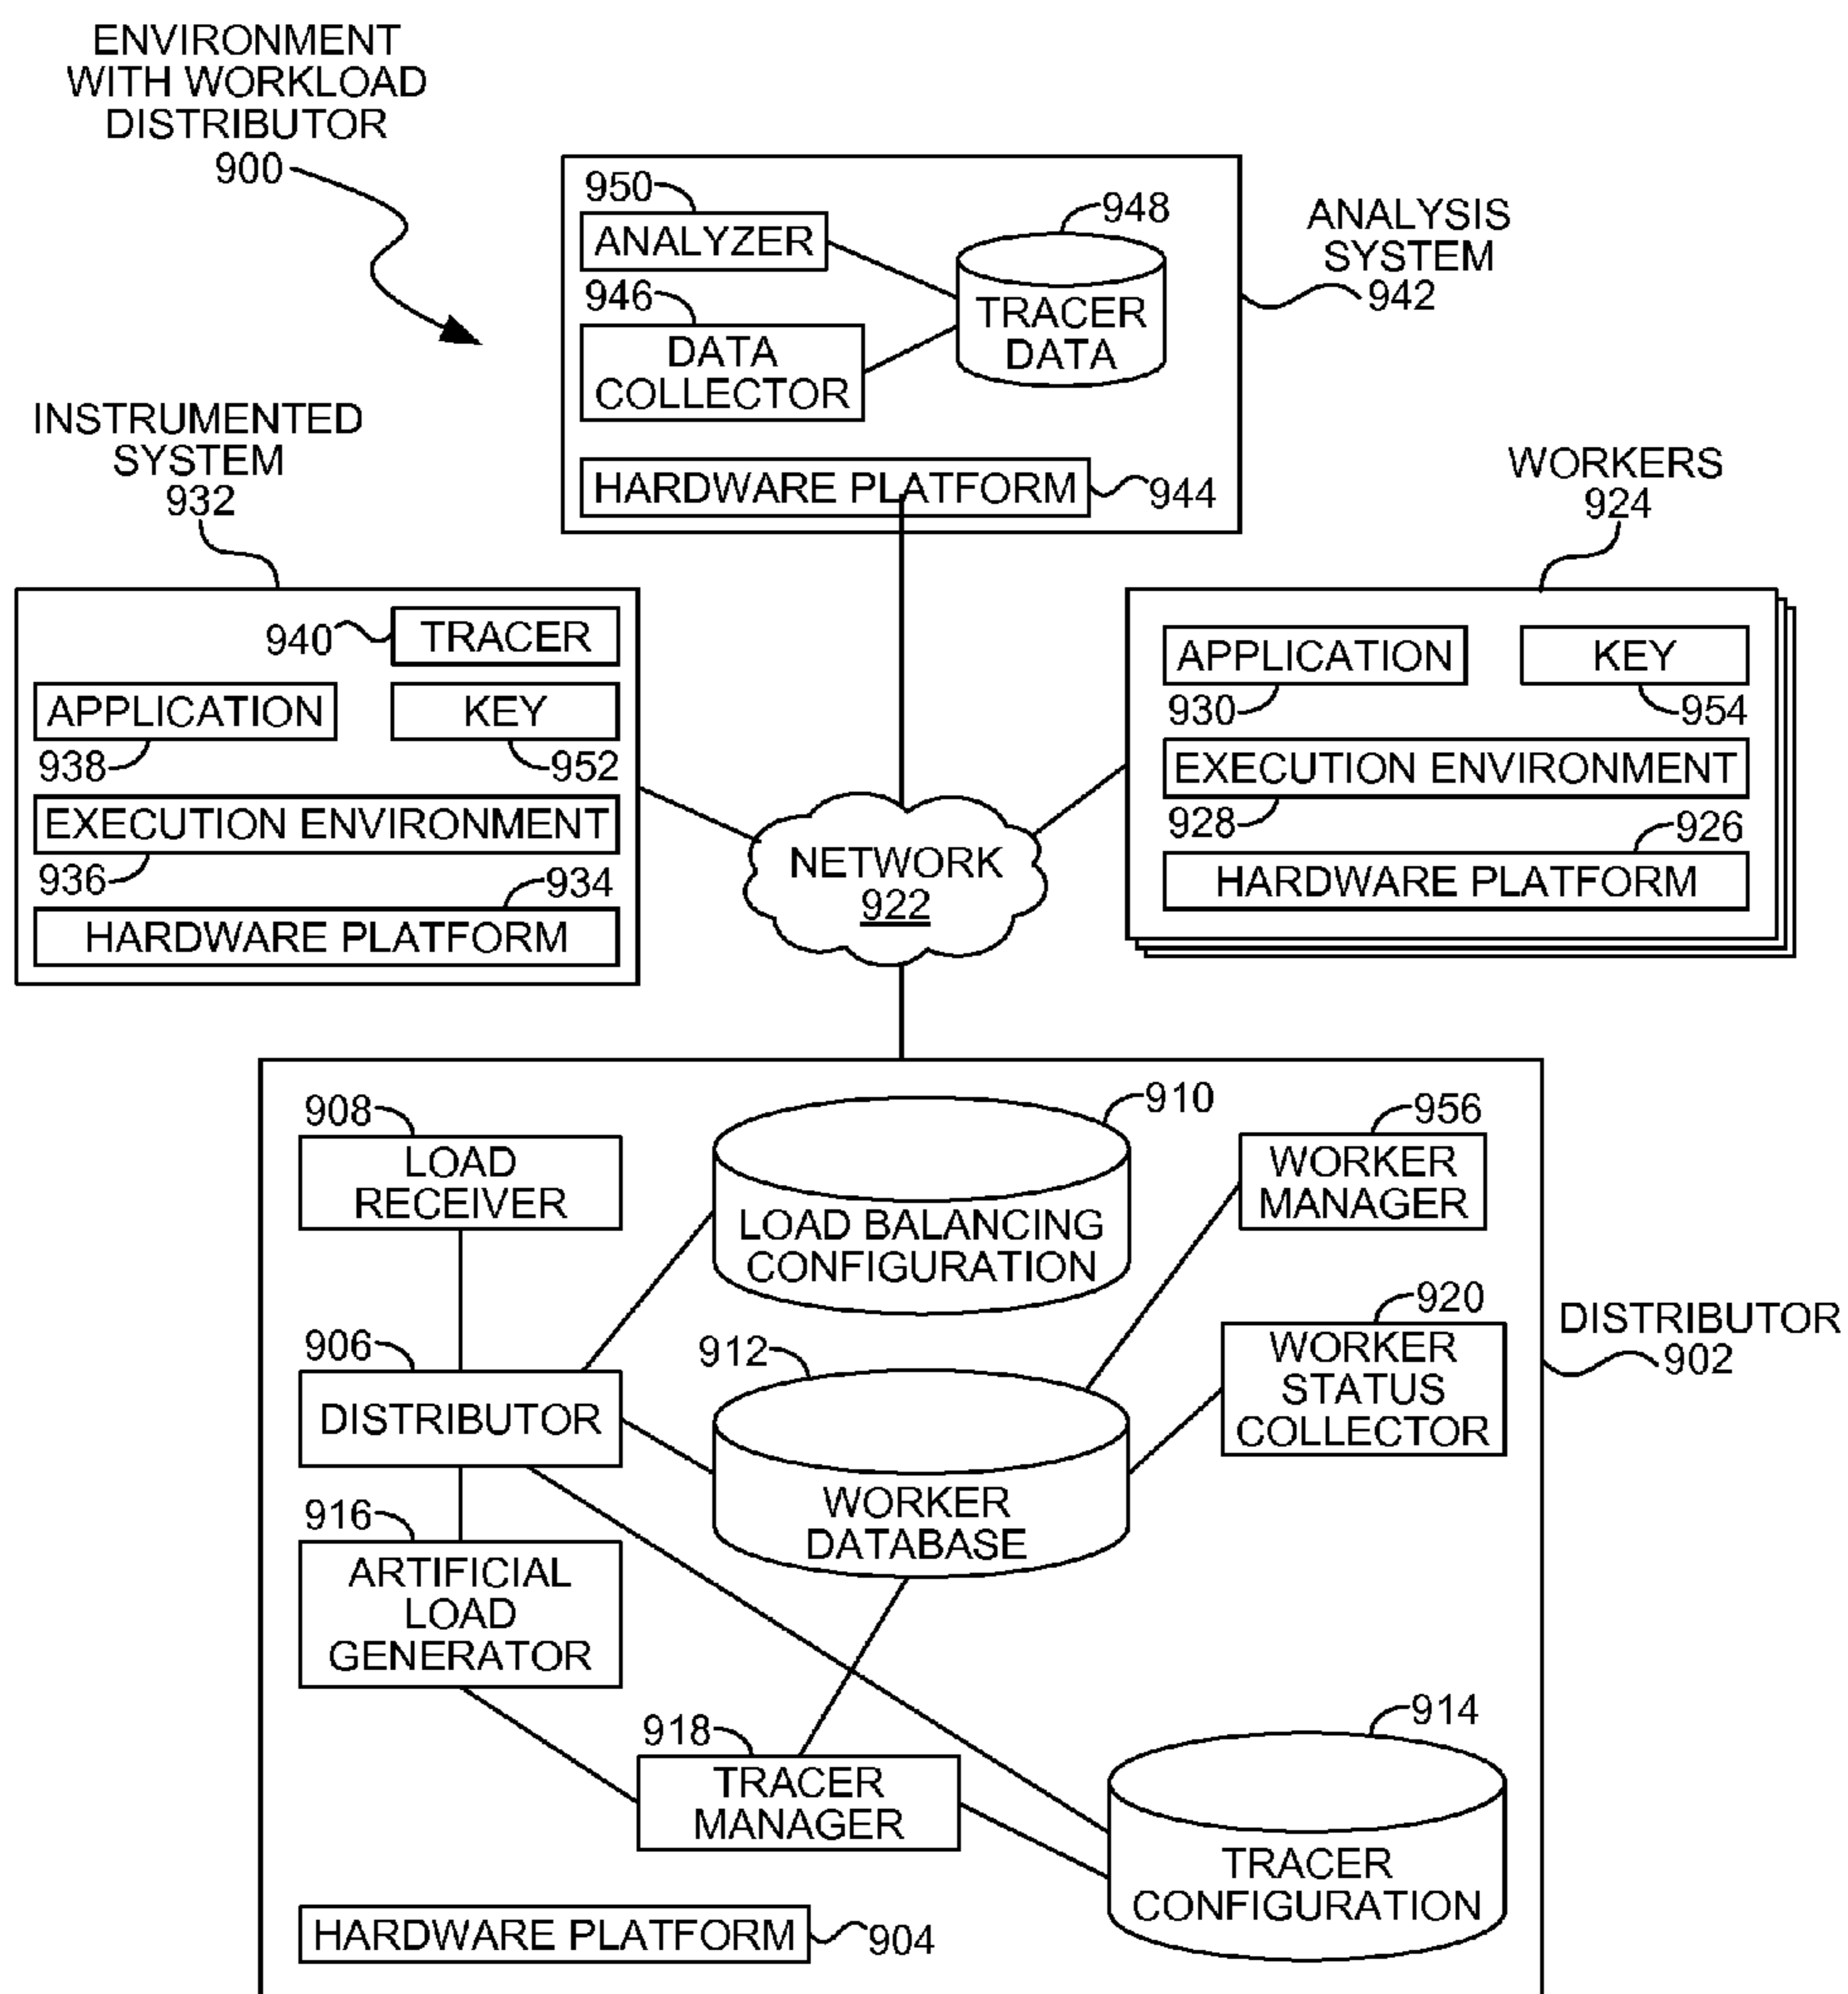 ENVIRONMENT
WITH WORKLOAD
DISTRIBUTOR
900
950
ANALYZER
946
DATA
COLLECTOR
948
TRACER
DATA
HARDWARE PLATFORM
944
ANALYSIS
SYSTEM
942
INSTRUMENTED
SYSTEM
932
940
TRACER
APPLICATION
938
KEY
952
EXECUTION ENVIRONMENT
936
934
HARDWARE PLATFORM
WORKERS
924
APPLICATION
930
KEY
954
EXECUTION ENVIRONMENT
928
926
HARDWARE PLATFORM
NETWORK
922
908
LOAD
RECEIVER
910
LOAD BALANCING
CONFIGURATION
956
WORKER
MANAGER
906
DISTRIBUTOR
912
WORKER
DATABASE
920
WORKER
STATUS
COLLECTOR
DISTRIBUTOR
902
916
ARTIFICIAL
LOAD
GENERATOR
918
TRACER
MANAGER
914
TRACER
CONFIGURATION
HARDWARE PLATFORM
904